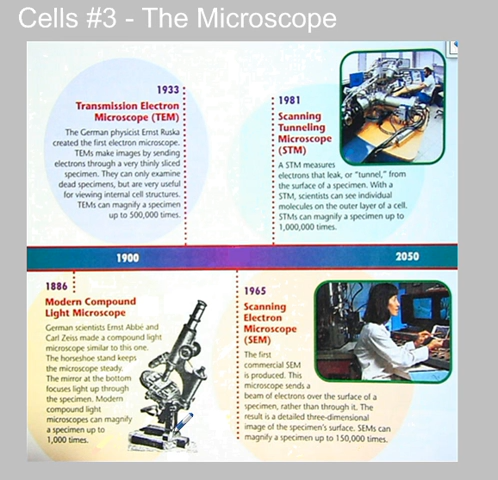 Cells #3 - The Microscope
1933
Transmission Electron
Microscope (TEM)
The German physicist Ernst Ruska
created the first electron microscope.
TEMs make images by sending
electrons through a very thinly sliced
specimen. They can only examine
dead specimens, but are very useful
for viewing internal cell structures.
TEMs can magnify a specimen
up to 500,000 times.
1981
Scanning
Tunneling
Microscope
(STM)
A STM measures
electrons that leak, or "tunnel," from
the surface of a specimen. With a
STM, scientists can see individual
molecules on the outer layer of a cell.
STMs can magnify a specimen up to
1,000,000 times.
1900
2050
1886
Modern Compound
Light Microscope
German scientists Ernst Abbé and
Carl Zeiss made a compound light
microscope similar to this one.
The horseshoe stand keeps
the microscope steady.
The mirror at the bottom
focuses light up through
the specimen. Modern
compound light
microscopes can magnify
a specimen up to
1,000 times.
1965
Scanning
Electron
Microscope
(SEM)
The first
commercial SEM
is produced. This
microscope sends a
beam of electrons over the surface of a
specimen, rather than through it. The
result is a detailed three-dimensional
image of the specimen's surface. SEMs can
magnify a specimen up to 150,000 times.